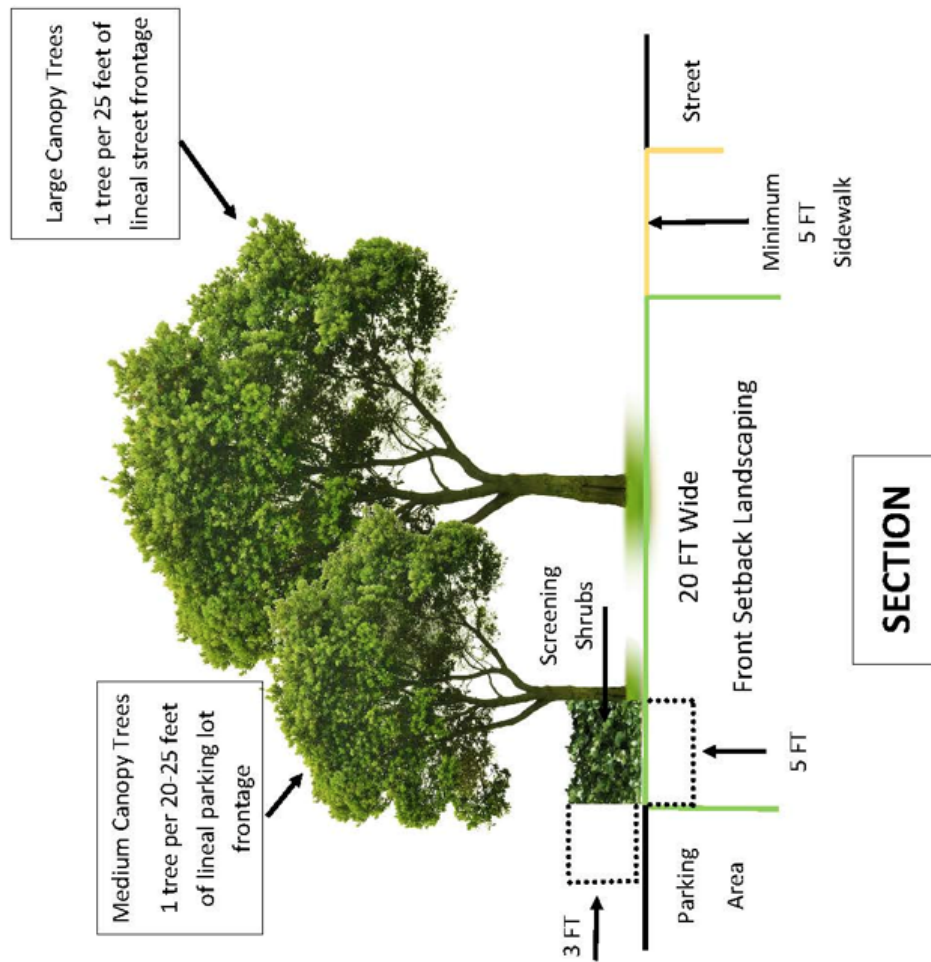 Large Canopy Trees
1 tree per 25 feet of
lineal street frontage
Medium Canopy Trees
1 tree per 20-25 feet
of lineal parking lot
frontage
Screening
Shrubs
3 FT
Parking
Area
5 FT
20 FT Wide
Front Setback Landscaping
Minimum
5 FT
Sidewalk
Street
SECTION